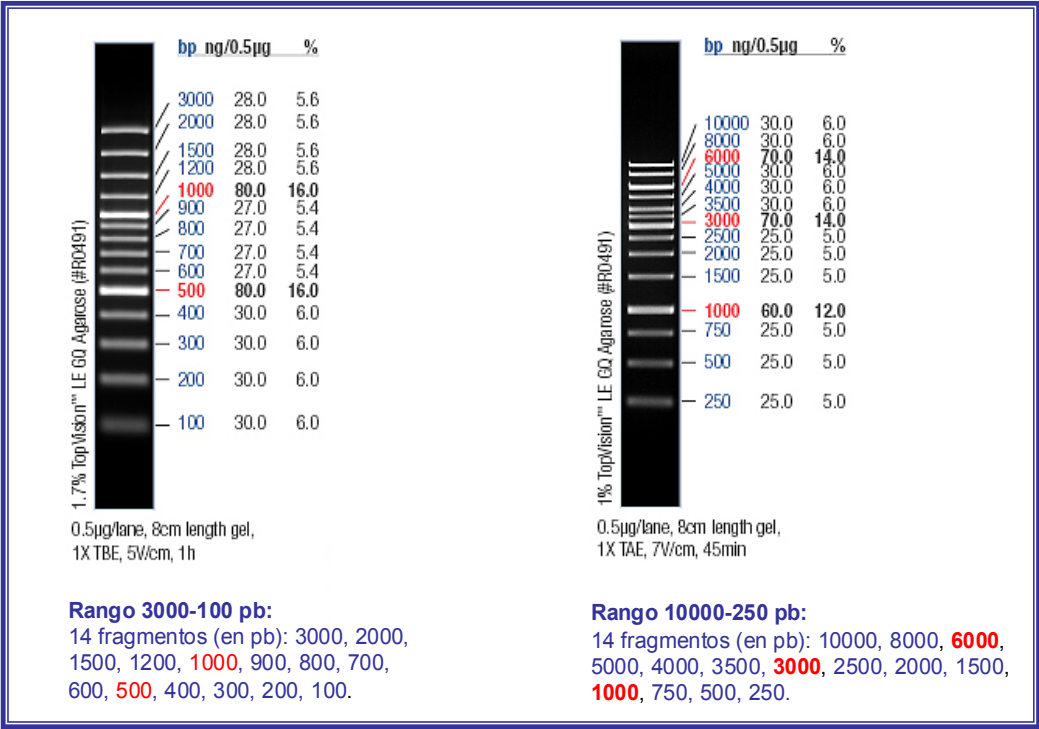 bp ng/0.5µg %
3000 28.0 5.6
2000 28.0 5.6
1500 28.0 5.6
1200 28.0 5.6
1000 80.0 16.0
900 27.0 5.4
800 27.0 5.4
700 27.0 5.4
600 27.0 5.4
500 80.0 16.0
400 30.0 6.0
300 30.0 6.0
200 30.0 6.0
100 30.0 6.0
1.7% TopVision™ LE GQ Agarose (#R0491)
0.5µg/lane, 8cm length gel,
1X TBE, 5V/cm, 1h
Rango 3000-100 pb:
14 fragmentos (en pb): 3000, 2000,
1500, 1200, 1000, 900, 800, 700,
600, 500, 400, 300, 200, 100.
bp ng/0.5µg %
10000 30.0 6.0
8000 30.0 6.0
6000 70.0 14.0
5000 30.0 6.0
4000 30.0 6.0
3500 30.0 6.0
3000 70.0 14.0
2500 25.0 5.0
2000 25.0 5.0
1500 25.0 5.0
1000 60.0 12.0
750 25.0 5.0
500 25.0 5.0
250 25.0 5.0
1% TopVision™ LE GQ Agarose (#R0491)
0.5µg/lane, 8cm length gel,
1X TAE, 7V/cm, 45min
Rango 10000-250 pb:
14 fragmentos (en pb): 10000, 8000, 6000,
5000, 4000, 3500, 3000, 2500, 2000, 1500,
1000, 750, 500, 250.